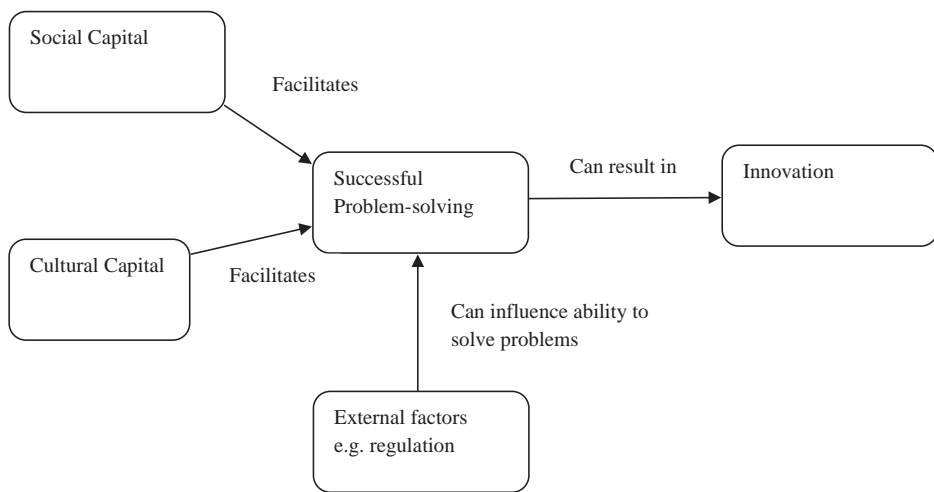 Social Capital
Facilitates
Successful
Problem-solving
Can result in
Innovation
Cultural Capital
Facilitates
Can influence ability to
solve problems
External factors
e.g. regulation